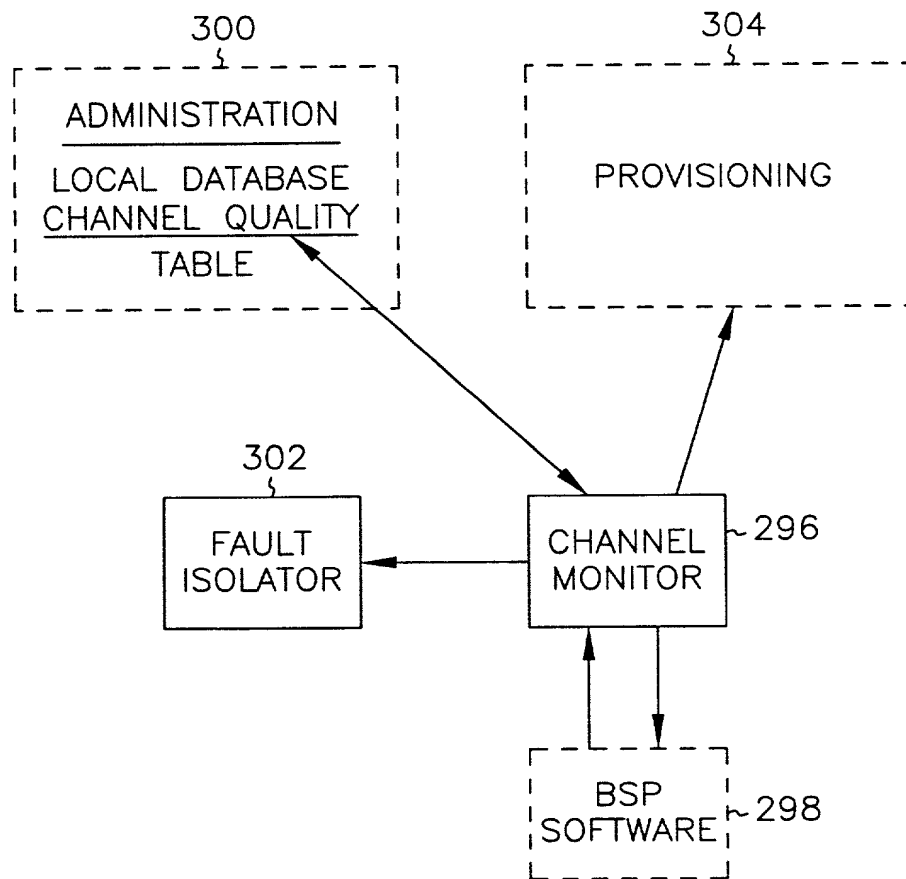 300
ADMINISTRATION
LOCAL DATABASE
CHANNEL QUALITY
TABLE
304
PROVISIONING
302
FAULT
ISOLATOR
CHANNEL
MONITOR
296
BSP
SOFTWARE
298